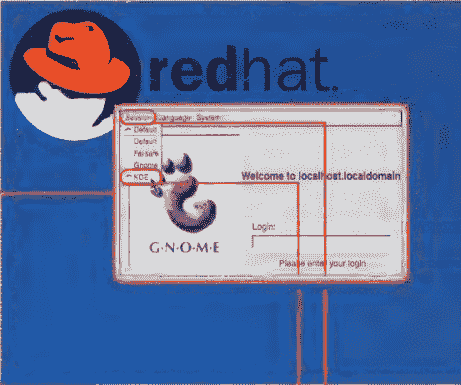 redhat.
Session Language System
Default
Default
Failsafe
Gnome
KDE
Welcome to localhost.localdomain
G·N·O·M·E
Login:
Please enter your login